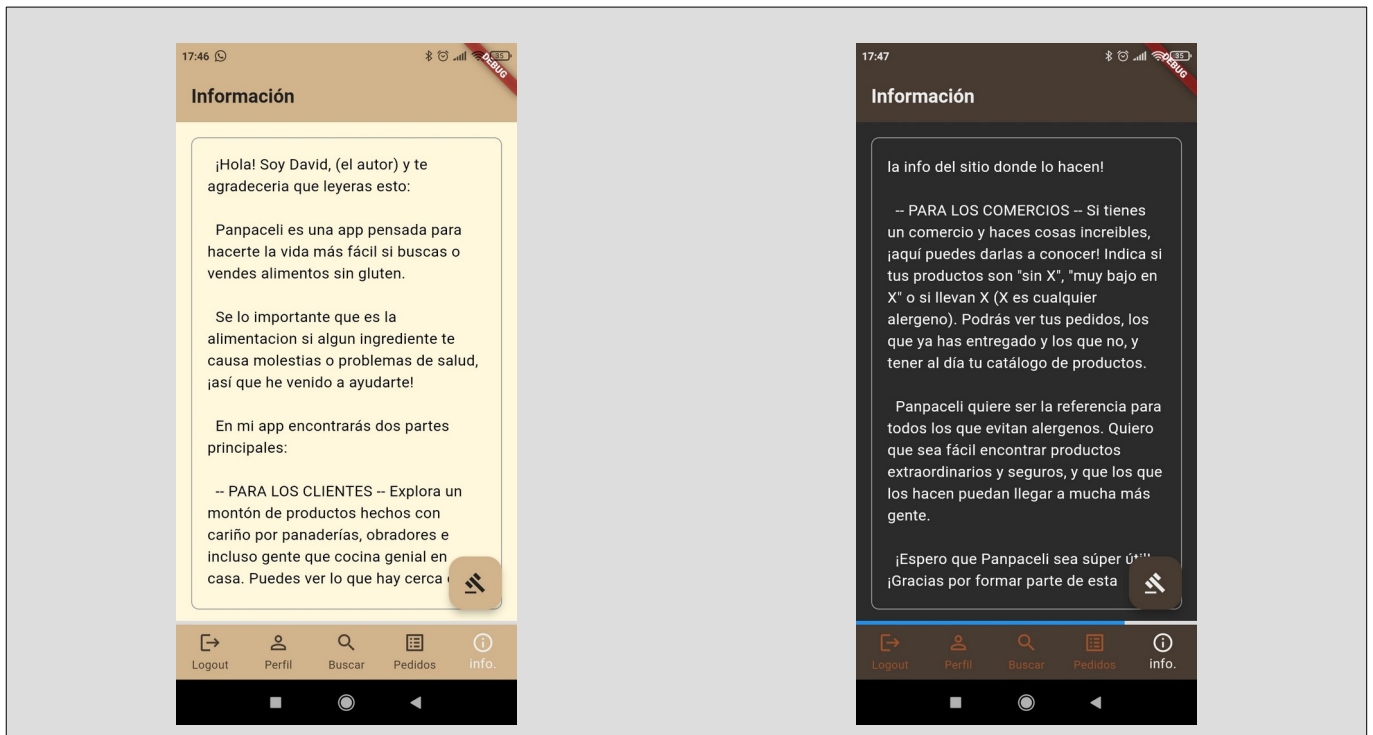 17:46
35
DEBUG
Información
¡Hola! Soy David, (el autor) y te
agradeceria que leyeras esto:
Panpaceli es una app pensada para
hacerte la vida más fácil si buscas o
vendes alimentos sin gluten.
Se lo importante que es la
alimentacion si algun ingrediente te
causa molestias o problemas de salud,
¡así que he venido a ayudarte!
En mi app encontrarás dos partes
principales:
-- PARA LOS CLIENTES -- Explora un
montón de productos hechos con
cariño por panaderías, obradores e
incluso gente que cocina genial en
casa. Puedes ver lo que hay cerca
Logout
Perfil
Buscar
Pedidos
info.
17:47
35
DEBUG
Información
la info del sitio donde lo hacen!
-- PARA LOS COMERCIOS -- Si tienes
un comercio y haces cosas increibles,
¡aquí puedes darlas a conocer! Indica si
tus productos son "sin X", "muy bajo en
X" o si llevan X (X es cualquier
alergeno). Podrás ver tus pedidos, los
que ya has entregado y los que no, y
tener al día tu catálogo de productos.
Panpaceli quiere ser la referencia para
todos los que evitan alergenos. Quiero
que sea fácil encontrar productos
extraordinarios y seguros, y que los que
los hacen puedan llegar a mucha más
gente.
¡Espero que Panpaceli sea súper
¡Gracias por formar parte de esta
Logout
Perfil
Buscar
Pedidos
info.